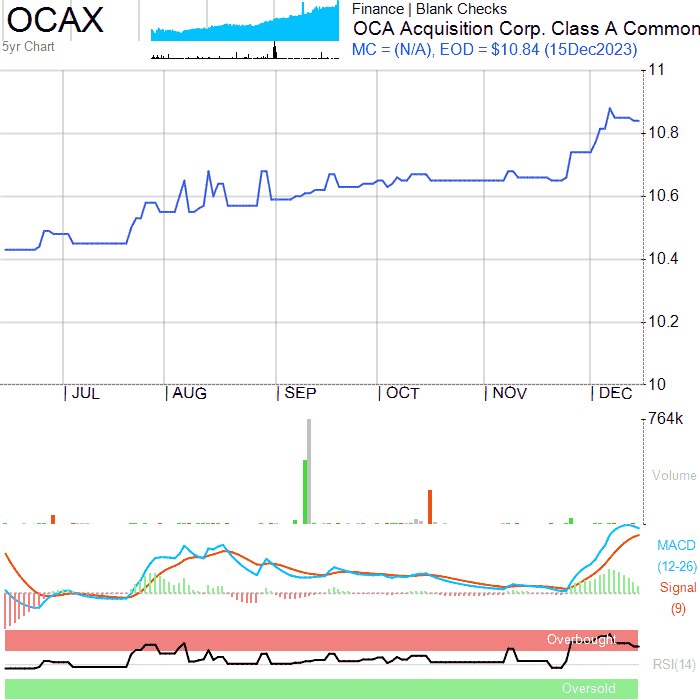 OCAX
5yr Chart
Finance | Blank Checks
OCA Acquisition Corp. Class A Common
MC = (N/A), EOD = $10.84 (15Dec2023)
11
10.8
10.6
10.4
10.2
10
JUL AUG SEP OCT NOV DEC
764k
Volume
MACD
(12-26)
Signal
(9)
Overbought
RSI(14)
Oversold